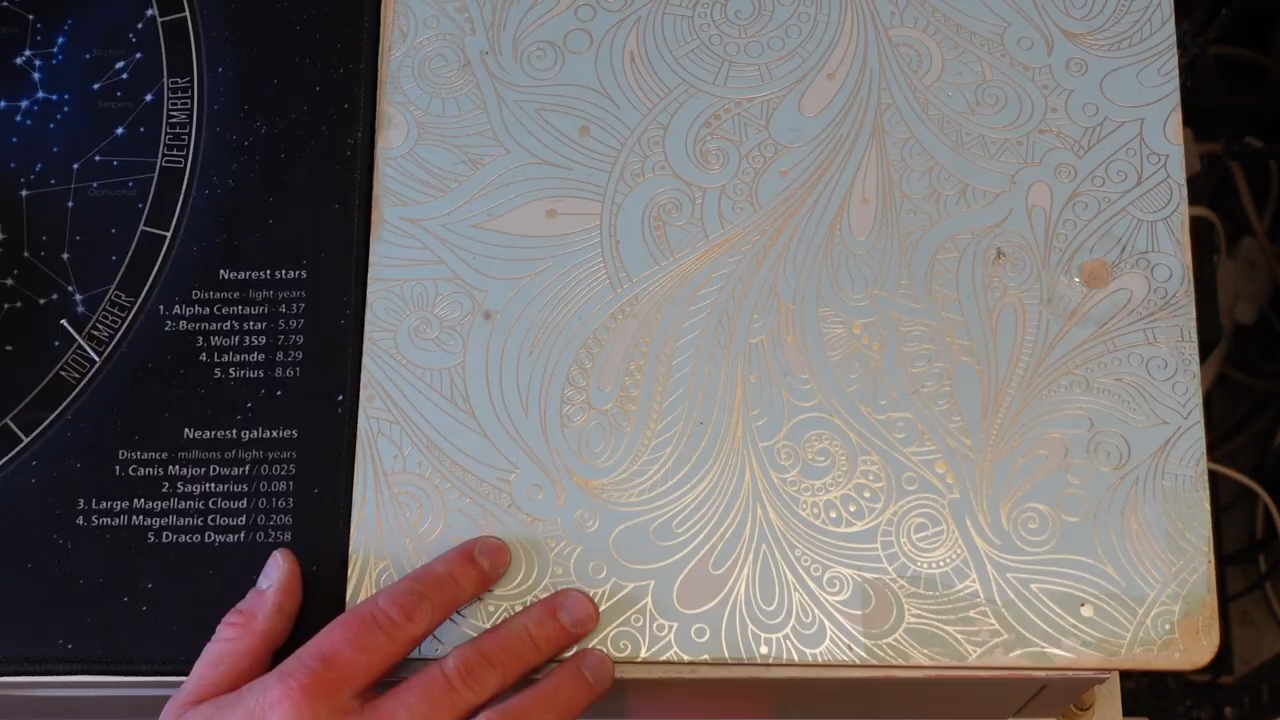 Scutum
Serpens
DECEMBER
Ophiuchus
NOVEMBER
Nearest stars
Distance - light-years
1. Alpha Centauri - 4.37
2. Bernard's star - 5.97
3, Wolf 359 - 7.79
4. Lalande - 8.29
5. Sirius - 8.61
Nearest galaxies
Distance - millions of light-years
1. Canis Major Dwarf / 0.025
2. Sagittarius / 0.081
3. Large Magellanic Cloud / 0.163
4. Small Magellanic Cloud / 0.206
5. Draco Dwarf / 0.258